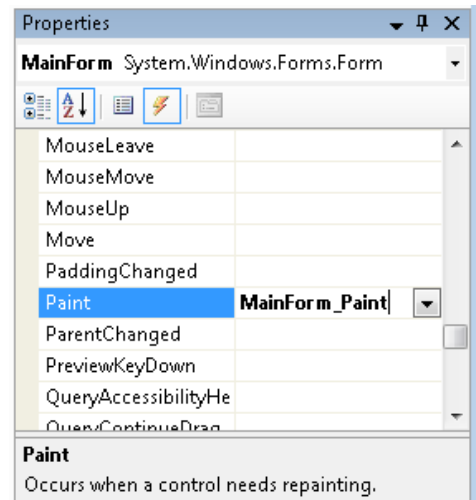 Properties
MainForm System.Windows.Forms.Form
A
Z
MouseLeave
MouseMove
MouseUp
Move
PaddingChanged
Paint MainForm_Paint
ParentChanged
PreviewKeyDown
QueryAccessibilityHe
QueryContinueDrag
Paint
Occurs when a control needs repainting.